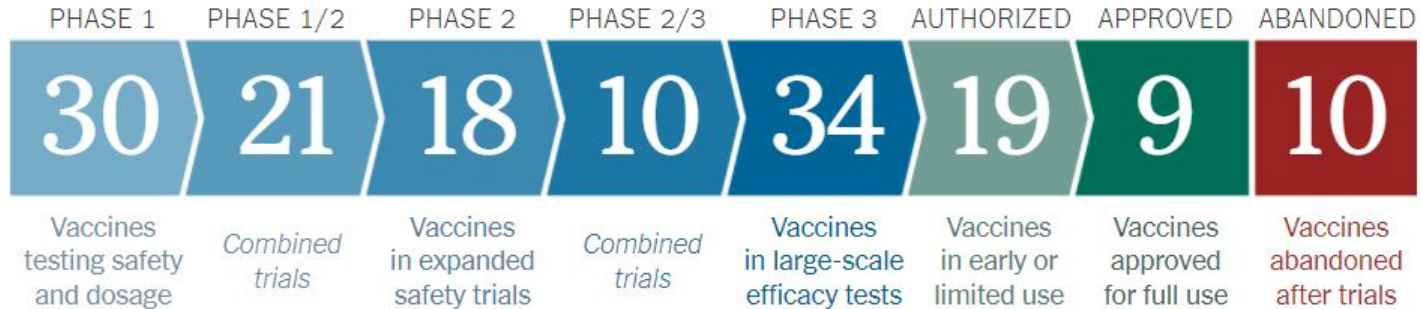 PHASE 1 PHASE 1/2 PHASE 2 PHASE 2/3 PHASE 3 AUTHORIZED APPROVED ABANDONED
30 21 18 10 34 19 9 10
Vaccines
testing safety
and dosage
Combined
trials
Vaccines
in expanded
safety trials
Combined
trials
Vaccines
in large-scale
efficacy tests
Vaccines
in early or
limited use
Vaccines
approved
for full use
Vaccines
abandoned
after trials